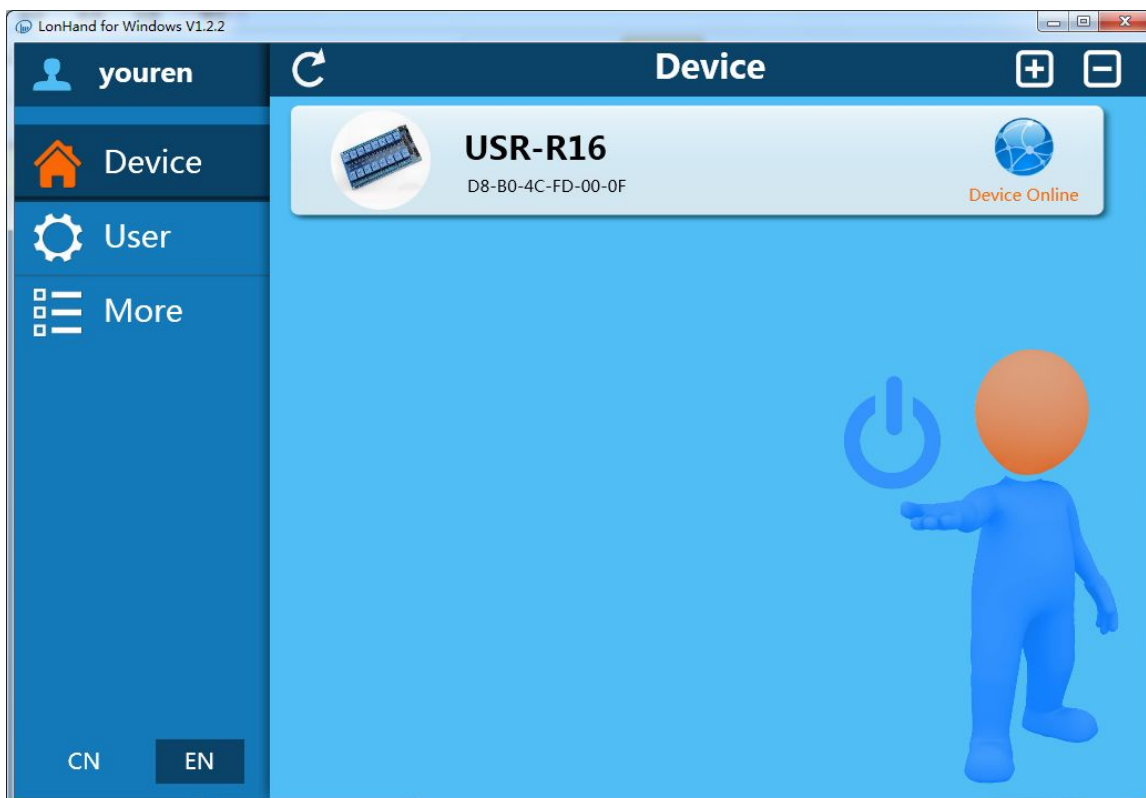 LonHand for Windows V1.2.2
youren
Device
Device
User
More
USR-R16
D8-B0-4C-FD-00-0F
Device Online
CN EN